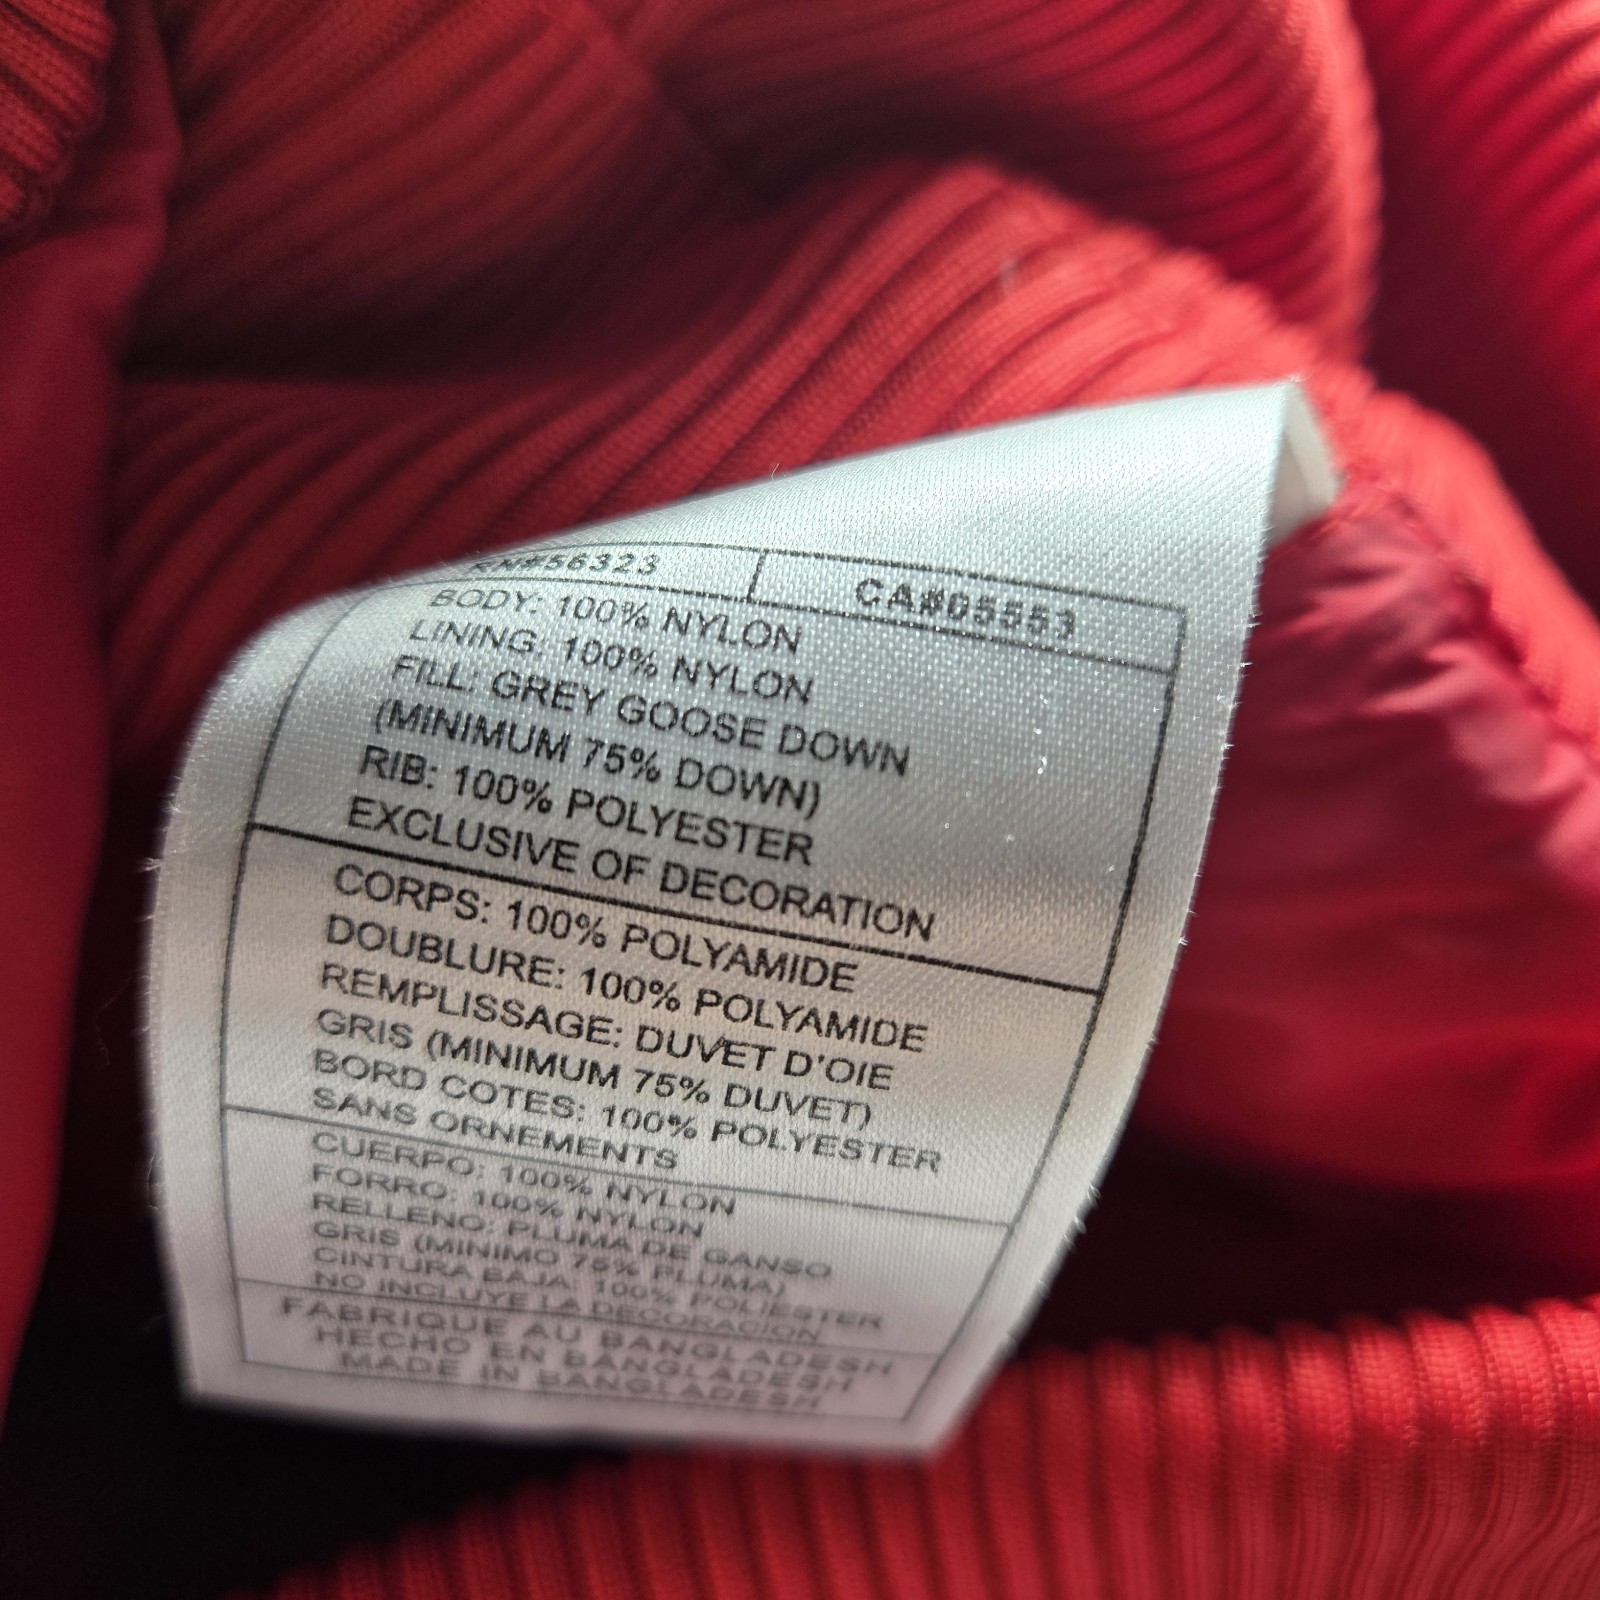 RN#56323 CA#05553
BODY: 100% NYLON
LINING: 100% NYLON
FILL: GREY GOOSE DOWN
(MINIMUM 75% DOWN)
RIB: 100% POLYESTER
EXCLUSIVE OF DECORATION
CORPS: 100% POLYAMIDE
DOUBLURE: 100% POLYAMIDE
REMPLISSAGE: DUVET D'OIE
GRIS (MINIMUM 75% DUVET)
BORD COTES: 100% POLYESTER
SANS ORNEMENTS
CUERPO: 100% NYLON
FORRO: 100% NYLON
RELLENO: PLUMA DE GANSO
GRIS (MINIMO 75% PLUMA)
CINTURA BAJA: 100% POLIESTER
NO INCLUYE LA DECORACION
FABRIQUE AU BANGLADESH
HECHO EN BANGLADESH
MADE IN BANGLADESH